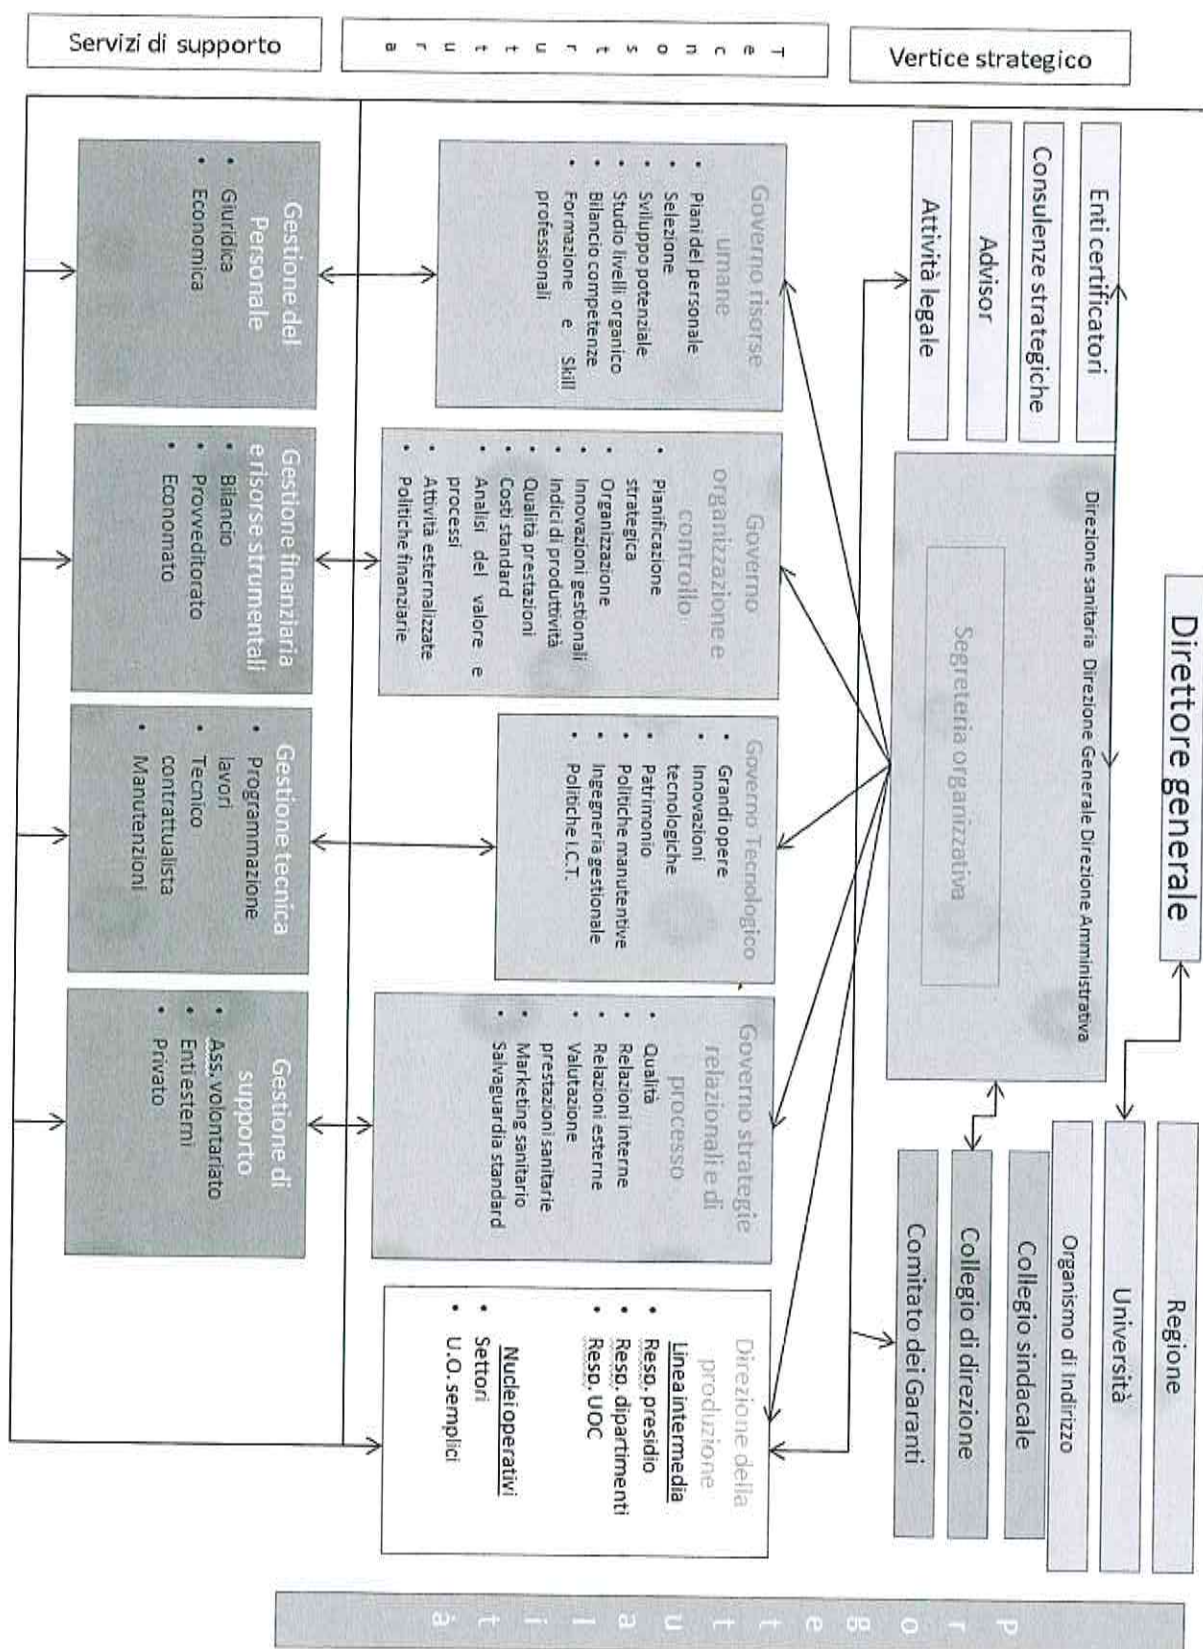 Direttore generale
Regione
Università
Organismo di Indirizzo
Collegio sindacale
Collegio di direzione
Comitato dei Garanti
Vertice strategico
Enti certificatori
Consulenze strategiche
Advisor
Attività legale
Direzione sanitaria Direzione Generale Direzione Amministrativa
Segreteria organizzativa
T e c n o s t r u t t u r a
Governo risorse
umane
• Piani del personale
• Selezione
• Sviluppo potenziale
• Studio livelli organico
• Bilancio competenze
• Formazione e Skill
professionali
Governo
organizzazione e
controllo
• Pianificazione
strategica
• Organizzazione
• Innovazioni gestionali
• Indici di produttività
• Qualità prestazioni
• Costi standard
• Analisi del valore e
processi
• Attività esternalizzate
• Politiche finanziarie
Governo Tecnologico
• Grandi opere
• Innovazioni
tecnologiche
• Patrimonio
• Politiche manutentive
• Ingegneria gestionale
• Politiche I.C.T.
Governo strategie
relazionali e di
processo
• Qualità
• Relazioni interne
• Relazioni esterne
• Valutazione
prestazioni sanitarie
• Marketing sanitario
• Salvaguardia standard
Direzione della
produzione
Linea intermedia
• Resp. presidio
• Resp. dipartimenti
• Resp. UOC
Nuclei operativi
• Settori
• U.O. semplici
Servizi di supporto
Gestione del
Personale
• Giuridica
• Economica
Gestione finanziaria
e risorse strumentali
• Bilancio
• Provveditorato
• Economato
Gestione tecnica
• Programmazione
lavori
• Tecnico
contrattualista
• Manutenzioni
Gestione di
supporto
• Ass. volontariato
• Enti esterni
• Privato
P r o g e t t u a l i t à